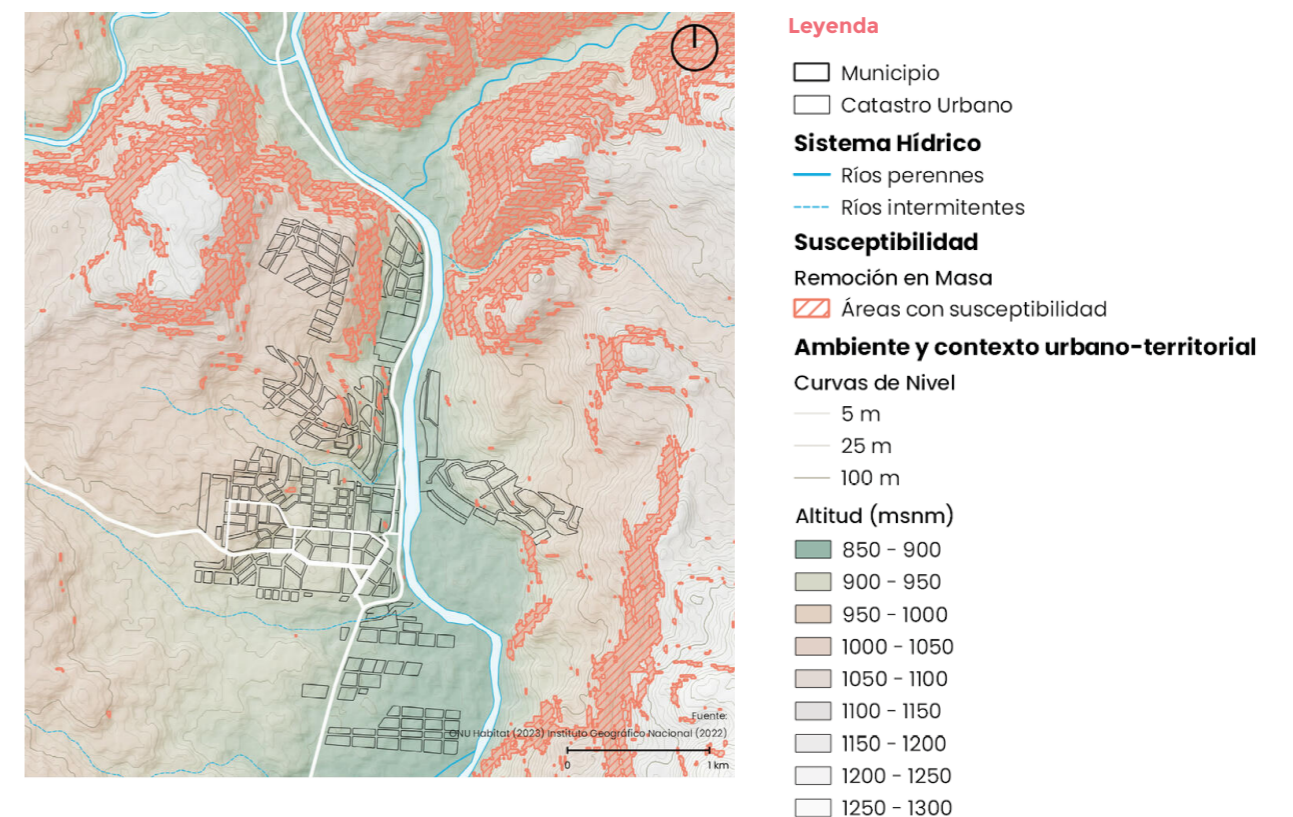 Leyenda
Municipio
Catastro Urbano
Sistema Hídrico
Ríos perennes
Ríos intermitentes
Susceptibilidad
Remoción en Masa
Áreas con susceptibilidad
Ambiente y contexto urbano-territorial
Curvas de Nivel
5 m
25 m
100 m
Altitud (msnm)
850 - 900
900 - 950
950 - 1000
1000 - 1050
1050 - 1100
1100 - 1150
1150 - 1200
1200 - 1250
1250 - 1300
Fuente:
ONU Habitat (2023) Instituto Geográfico Nacional (2022)
0 1 km